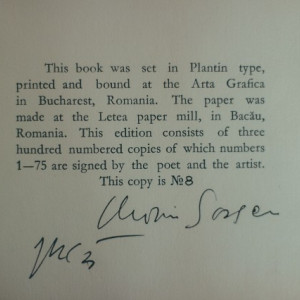 This book was set in Plantin type,
printed and bound at the Arta Grafica
in Bucharest, Romania. The paper was
made at the Letea paper mill, in Bacău,
Romania. This edition consists of three
hundred numbered copies of which numbers
1—75 are signed by the poet and the artist.
This copy is №8